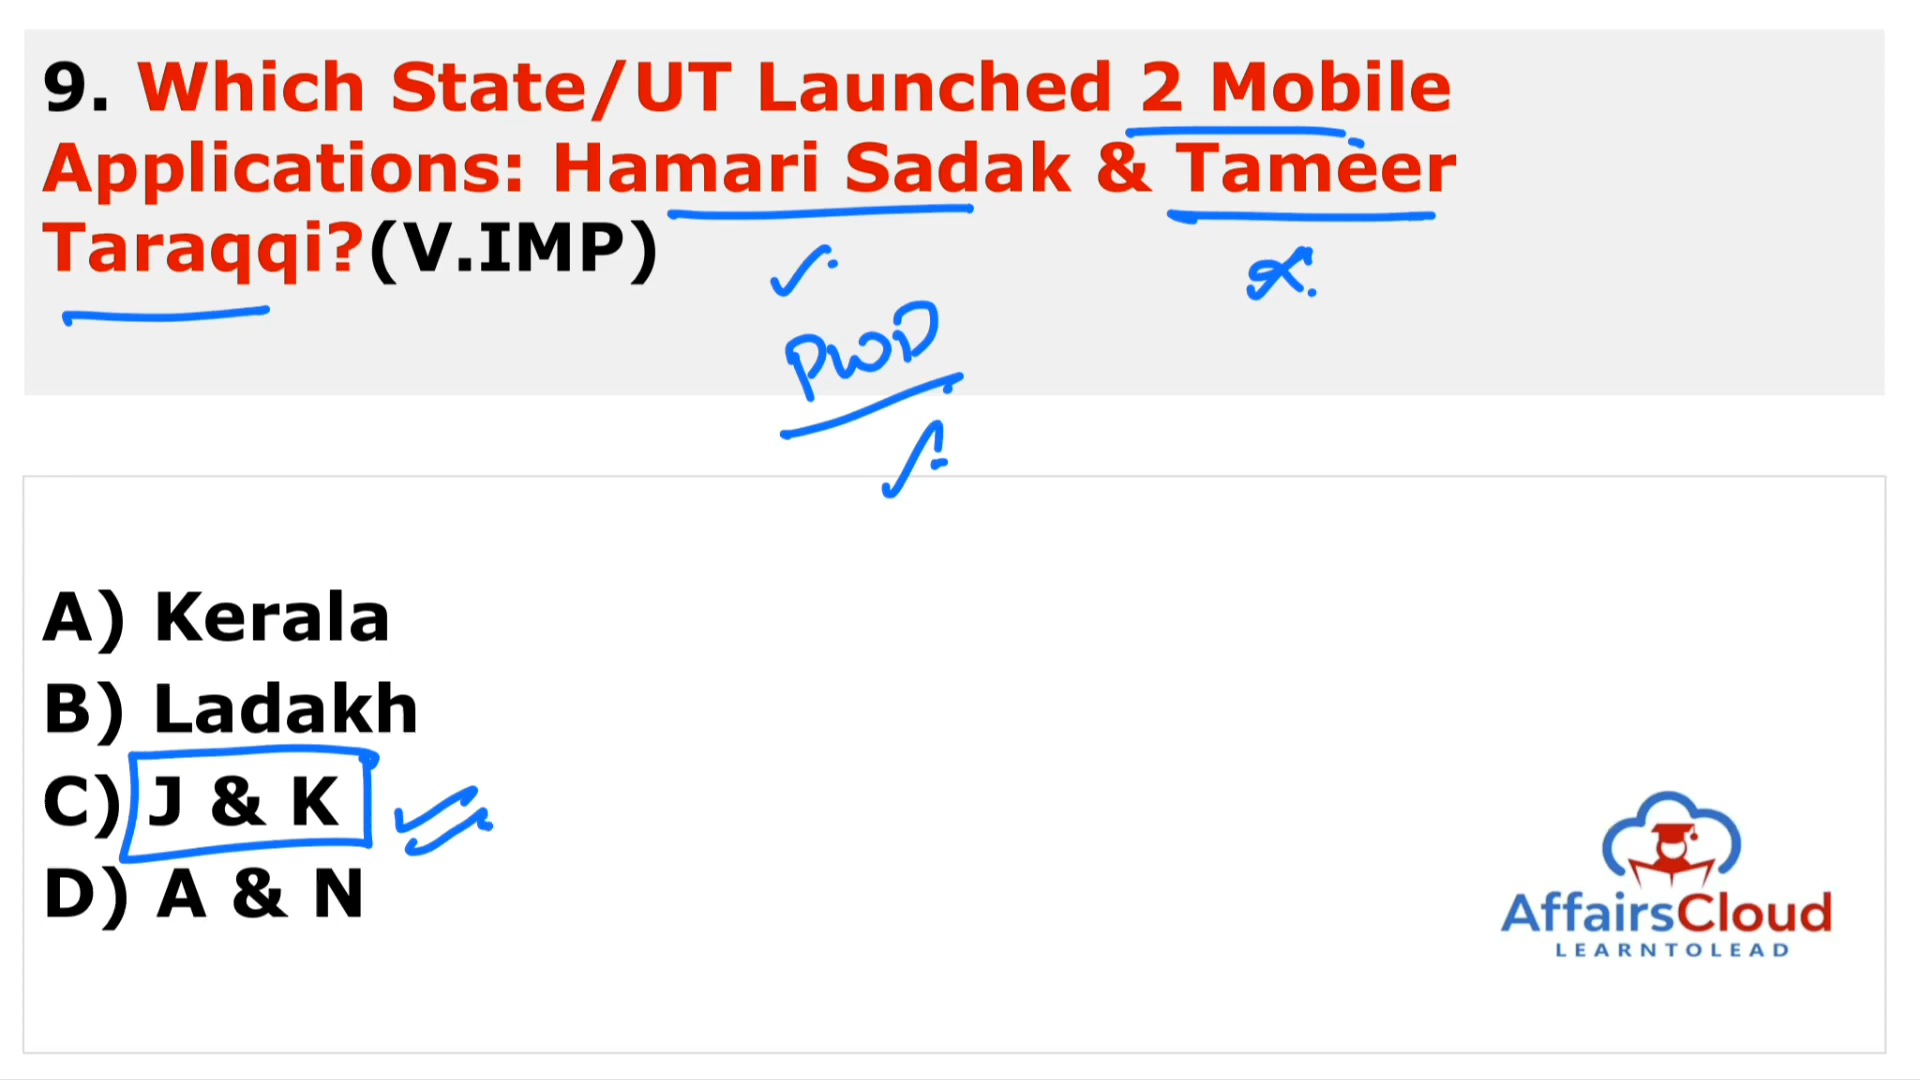 9. Which State/UT Launched 2 Mobile
Applications: Hamari Sadak & Tameer
Taraqqi?(V.IMP)
PWD
A) Kerala
B) Ladakh
C) J & K
D) A & N
AffairsCloud
LEARNTOLEAD